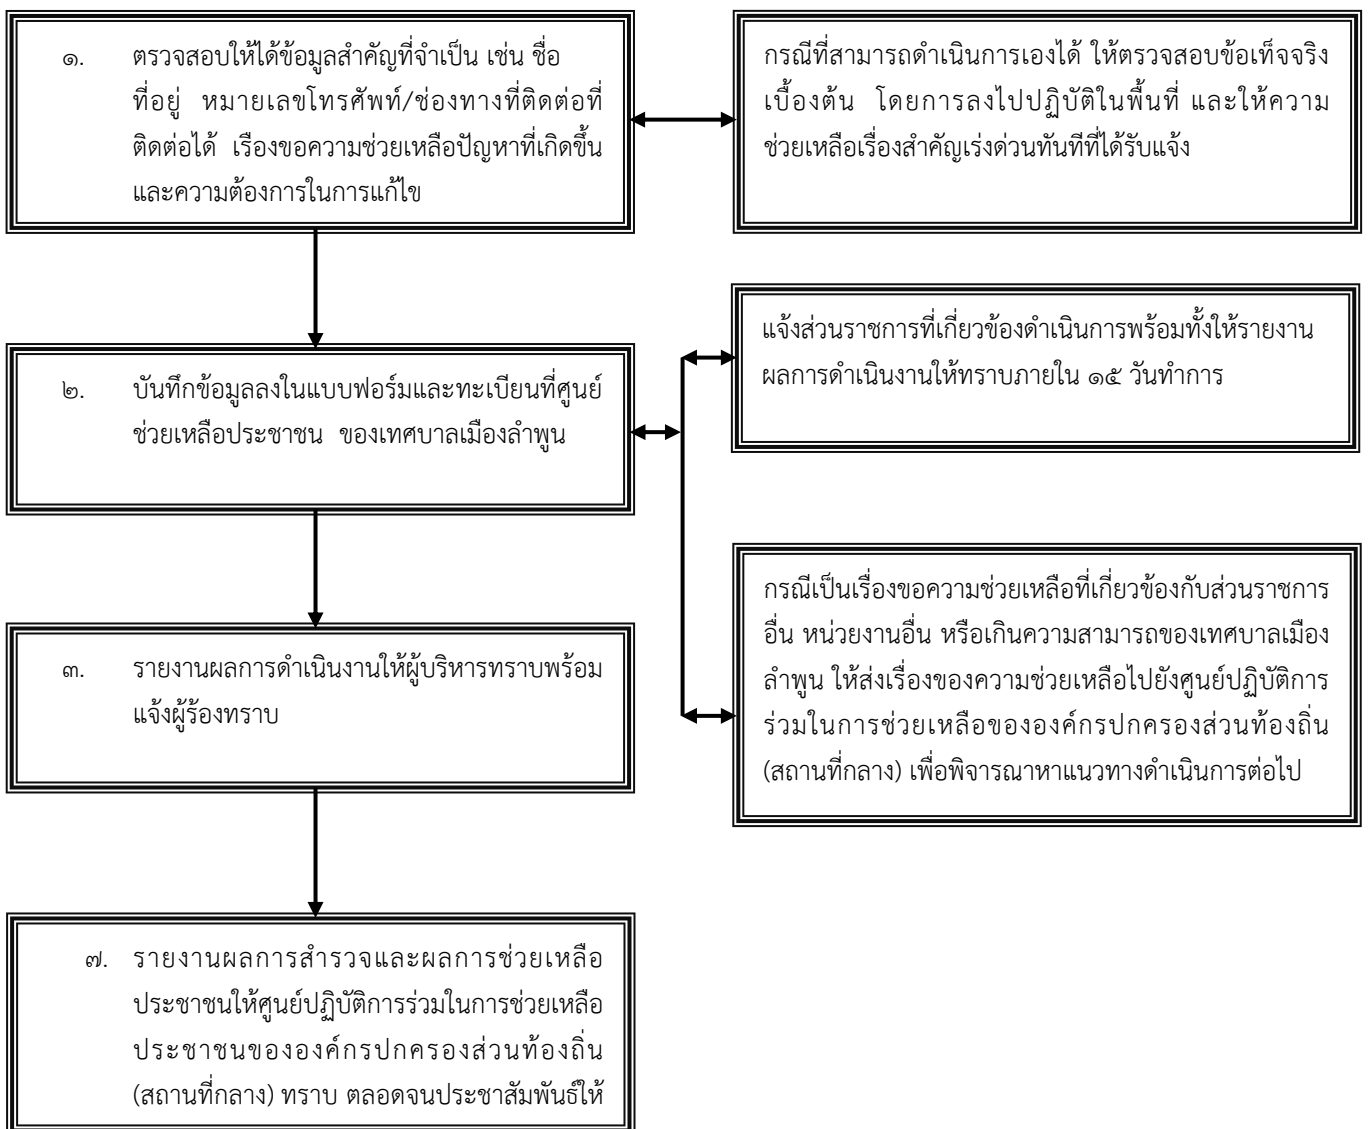 ๑. ตรวจสอบให้ได้ข้อมูลสำคัญที่จำเป็น เช่น ชื่อ
ที่อยู่ หมายเลขโทรศัพท์/ช่องทางที่ติดต่อที่
ติดต่อได้ เรื่องขอความช่วยเหลือปัญหาที่เกิดขึ้น
และความต้องการในการแก้ไข
กรณีที่สามารถดำเนินการเองได้ ให้ตรวจสอบข้อเท็จจริง
เบื้องต้น โดยการลงไปปฏิบัติในพื้นที่ และให้ความ
ช่วยเหลือเรื่องสำคัญเร่งด่วนทันทีที่ได้รับแจ้ง
๒. บันทึกข้อมูลลงในแบบฟอร์มและทะเบียนที่ศูนย์
ช่วยเหลือประชาชน ของเทศบาลเมืองลำพูน
แจ้งส่วนราชการที่เกี่ยวข้องดำเนินการพร้อมทั้งให้รายงาน
ผลการดำเนินงานให้ทราบภายใน ๑๕ วันทำการ
กรณีเป็นเรื่องขอความช่วยเหลือที่เกี่ยวข้องกับส่วนราชการ
อื่น หน่วยงานอื่น หรือเกินความสามารถของเทศบาลเมือง
ลำพูน ให้ส่งเรื่องของความช่วยเหลือไปยังศูนย์ปฏิบัติการ
ร่วมในการช่วยเหลือขององค์กรปกครองส่วนท้องถิ่น
(สถานที่กลาง) เพื่อพิจารณาหาแนวทางดำเนินการต่อไป
๓. รายงานผลการดำเนินงานให้ผู้บริหารทราบพร้อม
แจ้งผู้ร้องทราบ
๗. รายงานผลการสำรวจและผลการช่วยเหลือ
ประชาชนให้ศูนย์ปฏิบัติการร่วมในการช่วยเหลือ
ประชาชนขององค์กรปกครองส่วนท้องถิ่น
(สถานที่กลาง) ทราบ ตลอดจนประชาสัมพันธ์ให้